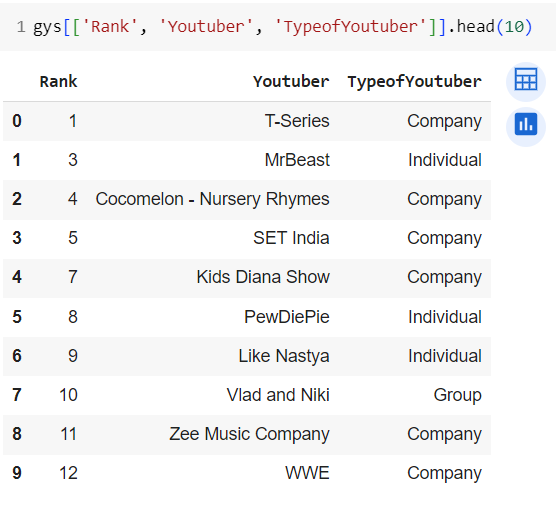 1 gys[['Rank', 'Youtuber', 'TypeofYoutuber']].head(10)
Rank Youtuber TypeofYoutuber
0 1 T-Series Company
1 3 MrBeast Individual
2 4 Cocomelon - Nursery Rhymes Company
3 5 SET India Company
4 7 Kids Diana Show Company
5 8 PewDiePie Individual
6 9 Like Nastya Individual
7 10 Vlad and Niki Group
8 11 Zee Music Company Company
9 12 WWE Company